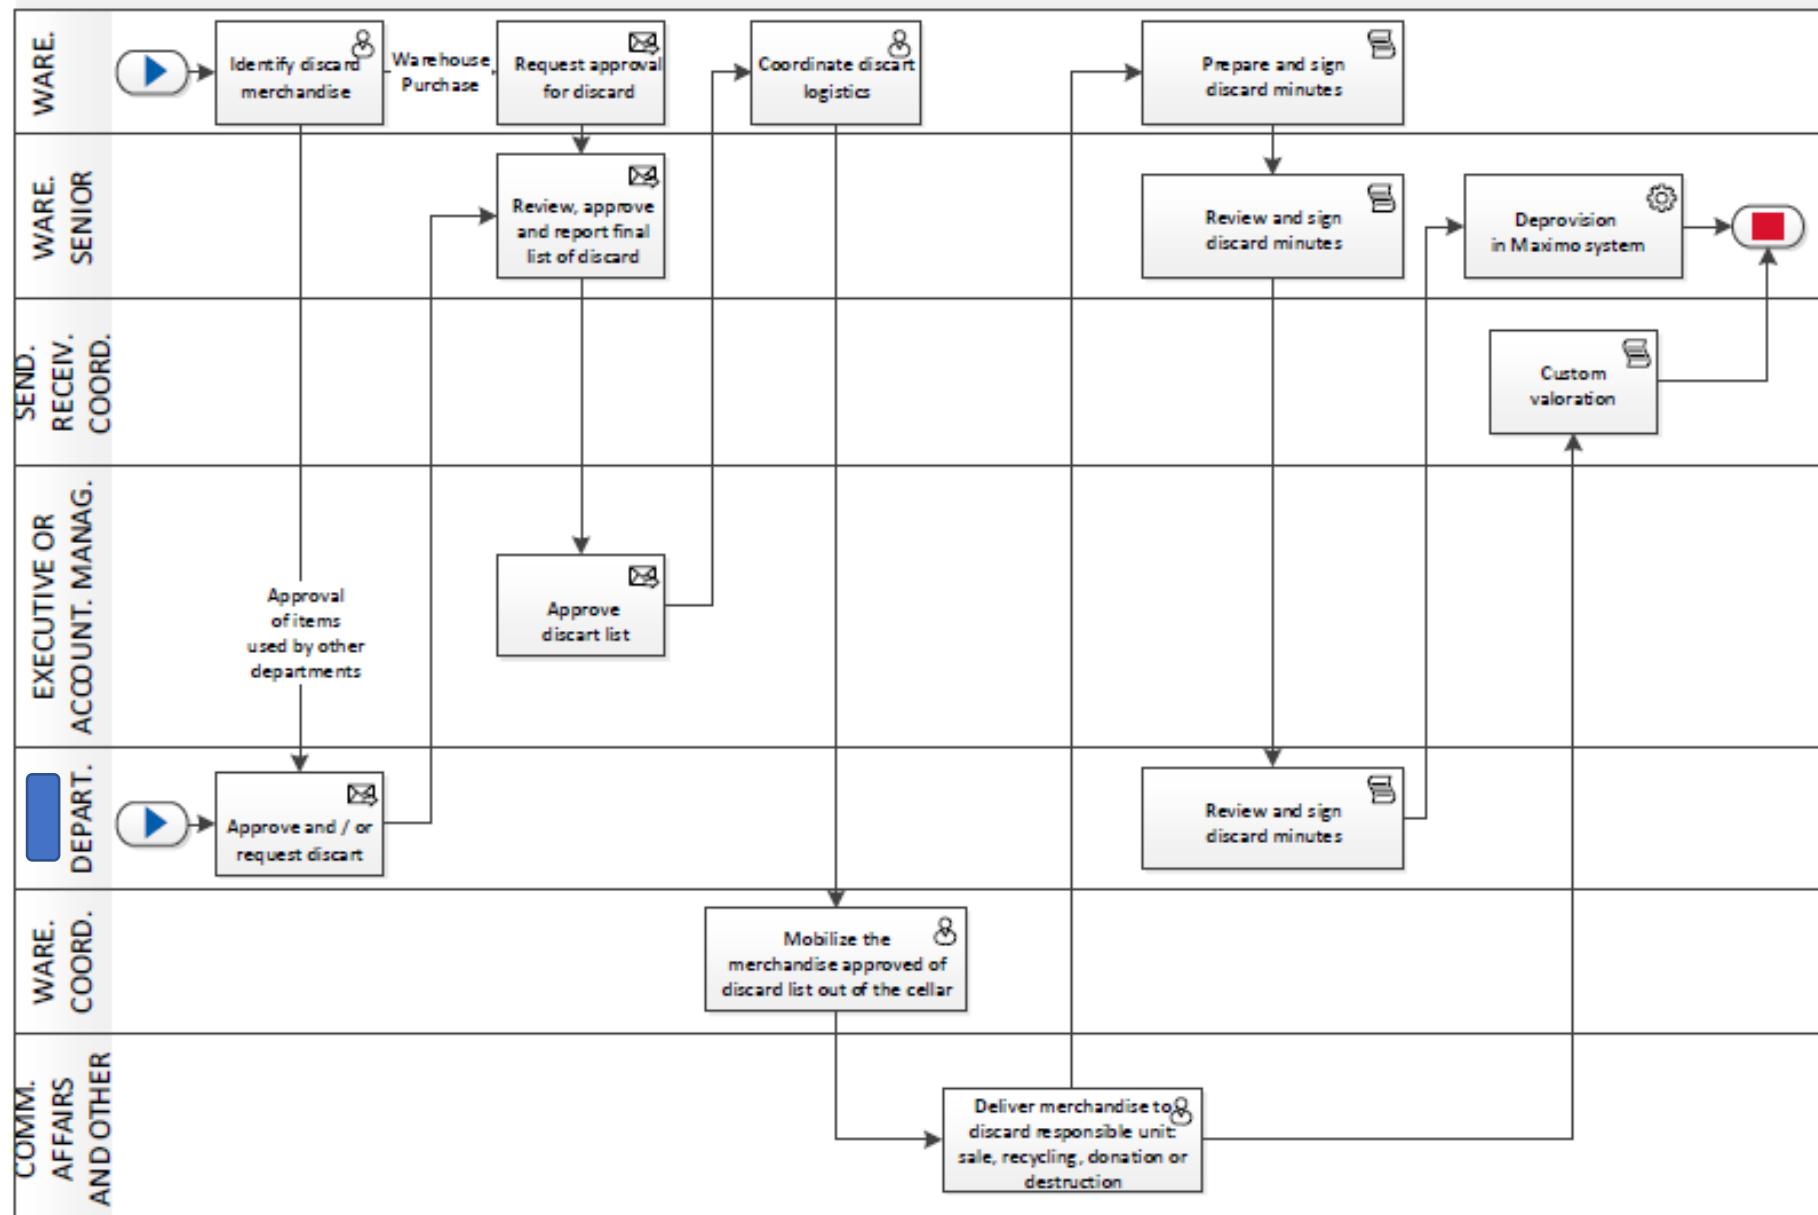 WARE.
Identify discard
merchandise
Warehouse
Purchase
Request approval
for discard
Coordinate discart
logistics
Prepare and sign
discard minutes
WARE.
SENIOR
Review, approve
and report final
list of discard
Review and sign
discard minutes
Deprovision
in Maximo system
SEND.
RECEIV.
COORD.
Custom
valoration
EXECUTIVE OR
ACCOUNT. MANAG.
Approval
of items
used by other
departments
Approve
discart list
DEPART.
Approve and / or
request discart
Review and sign
discard minutes
WARE.
COORD.
Mobilize the
merchandise approved of
discard list out of the cellar
COMM.
AFFAIRS
AND OTHER
Deliver merchandise to
discard responsible unit:
sale, recycling, donation or
destruction